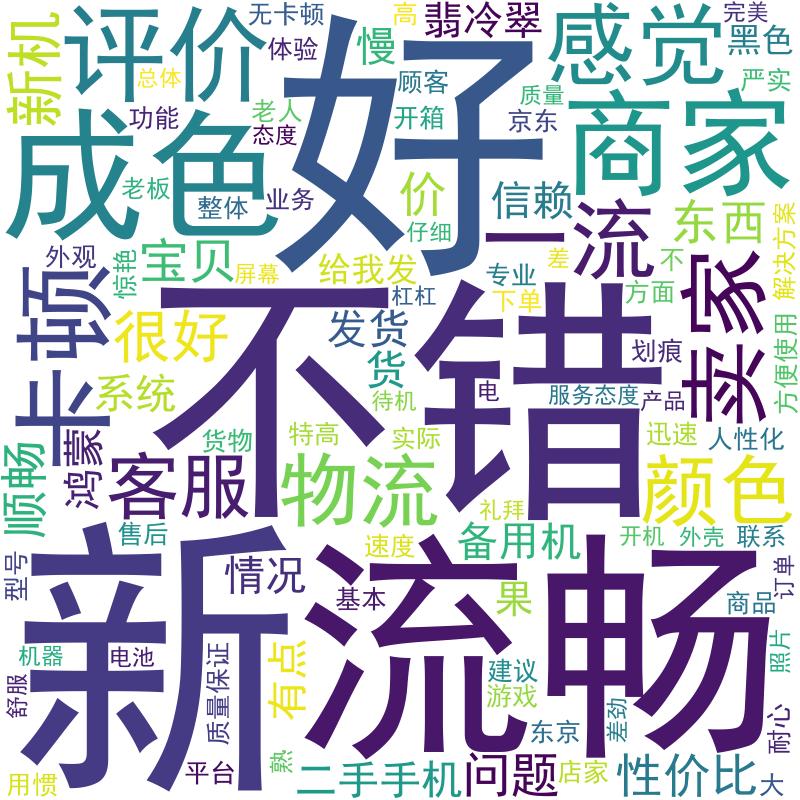 新机
评价
无卡顿
体验
总体
功能
老人
态度
好
高
慢
翡冷翠
顾客
开箱
感觉
质量
京东
完美
黑色
严实
商家
成色
老板
整体
业务
价
仔细
信赖
一流
东西
解决方案
外观
惊艳
宝贝
屏幕
给我发
杠杠
专业
下单
差
不
方面
卖家
方便使用
卡顿
很好
系统
不错
发货
货
待机
电
服务态度
划痕
产品
顺畅
鸿蒙
客服
货物
特高
实际
物流
礼拜
迅速
人性化
颜色
型号
售后
新
情况
速度
基本
流畅
备用机
果
开机
外壳
联系
订单
商品
机器
电池
舒服
质量保证
有点
建议
游戏
东京
差劲
照片
耐心
用惯
平台
熟
二手手机
问题
店家
性价比
大